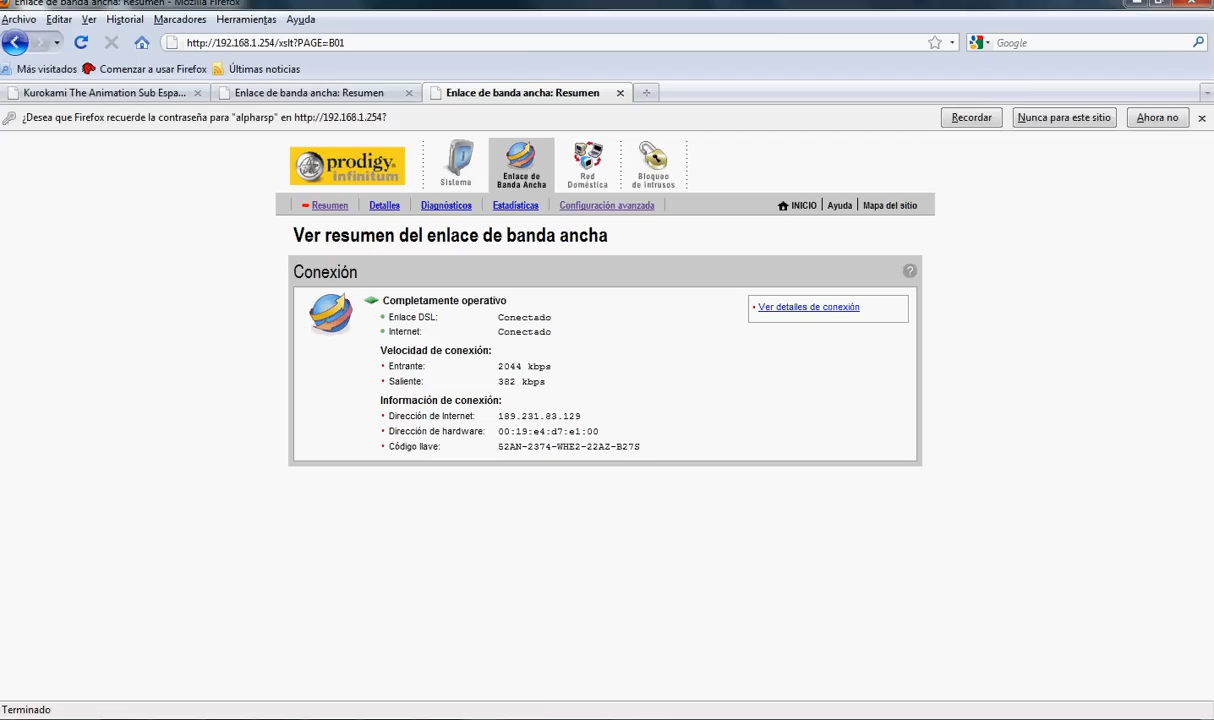 Enlace de banda ancha: Resumen - Mozilla Firefox
Archivo Editar Ver Historial Marcadores Herramientas Ayuda
http://192.168.1.254/xslt?PAGE=B01
Google
Más visitados Comenzar a usar Firefox Últimas noticias
Kurokami The Animation Sub Espa... Enlace de banda ancha: Resumen Enlace de banda ancha: Resumen
¿Desea que Firefox recuerde la contraseña para "alpharsp" en http://192.168.1.254? Recordar Nunca para este sitio Ahora no
prodigy
infinitum
Sistema
Enlace de
Banda Ancha
Red
Doméstica
Bloqueo
de intrusos
Resumen Detalles Diagnósticos Estadísticas Configuración avanzada INICIO Ayuda Mapa del sitio
Ver resumen del enlace de banda ancha
Conexión
Completamente operativo
Enlace DSL: Conectado
Internet: Conectado
Ver detalles de conexión
Velocidad de conexión:
Entrante: 2044 kbps
Saliente: 382 kbps
Información de conexión:
Dirección de Internet: 189.231.83.129
Dirección de hardware: 00:19:e4:d7:e1:00
Código llave: 52AN-2374-WHE2-22AZ-B27S
Terminado